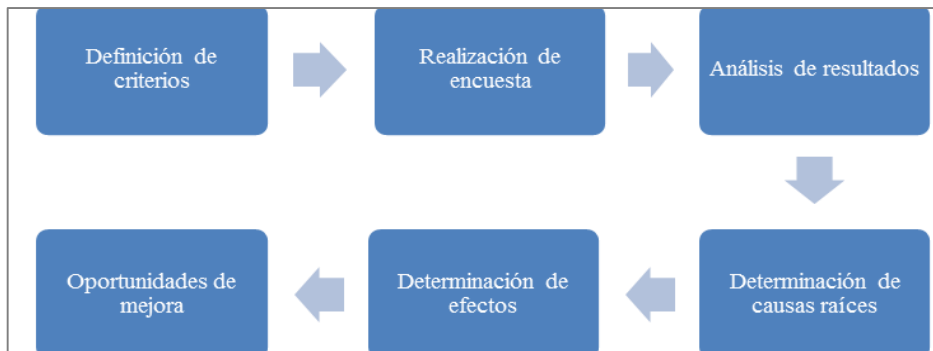 Definición de
criterios
Realización de
encuesta
Análisis de resultados
Determinación de
causas raíces
Determinación de
efectos
Oportunidades de
mejora